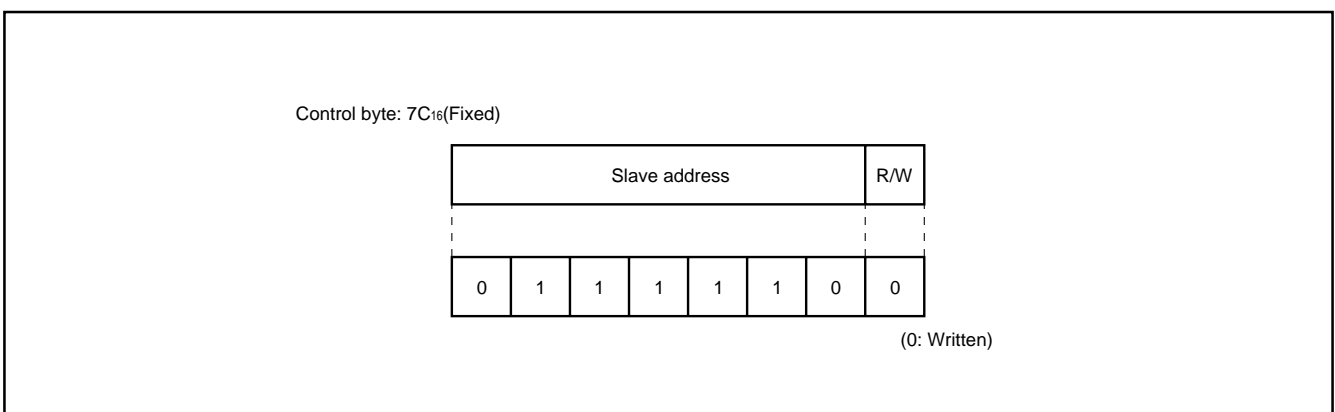 Control byte: 7C16(Fixed)
Slave address R/W
0 1 1 1 1 1 0 0
(0: Written)